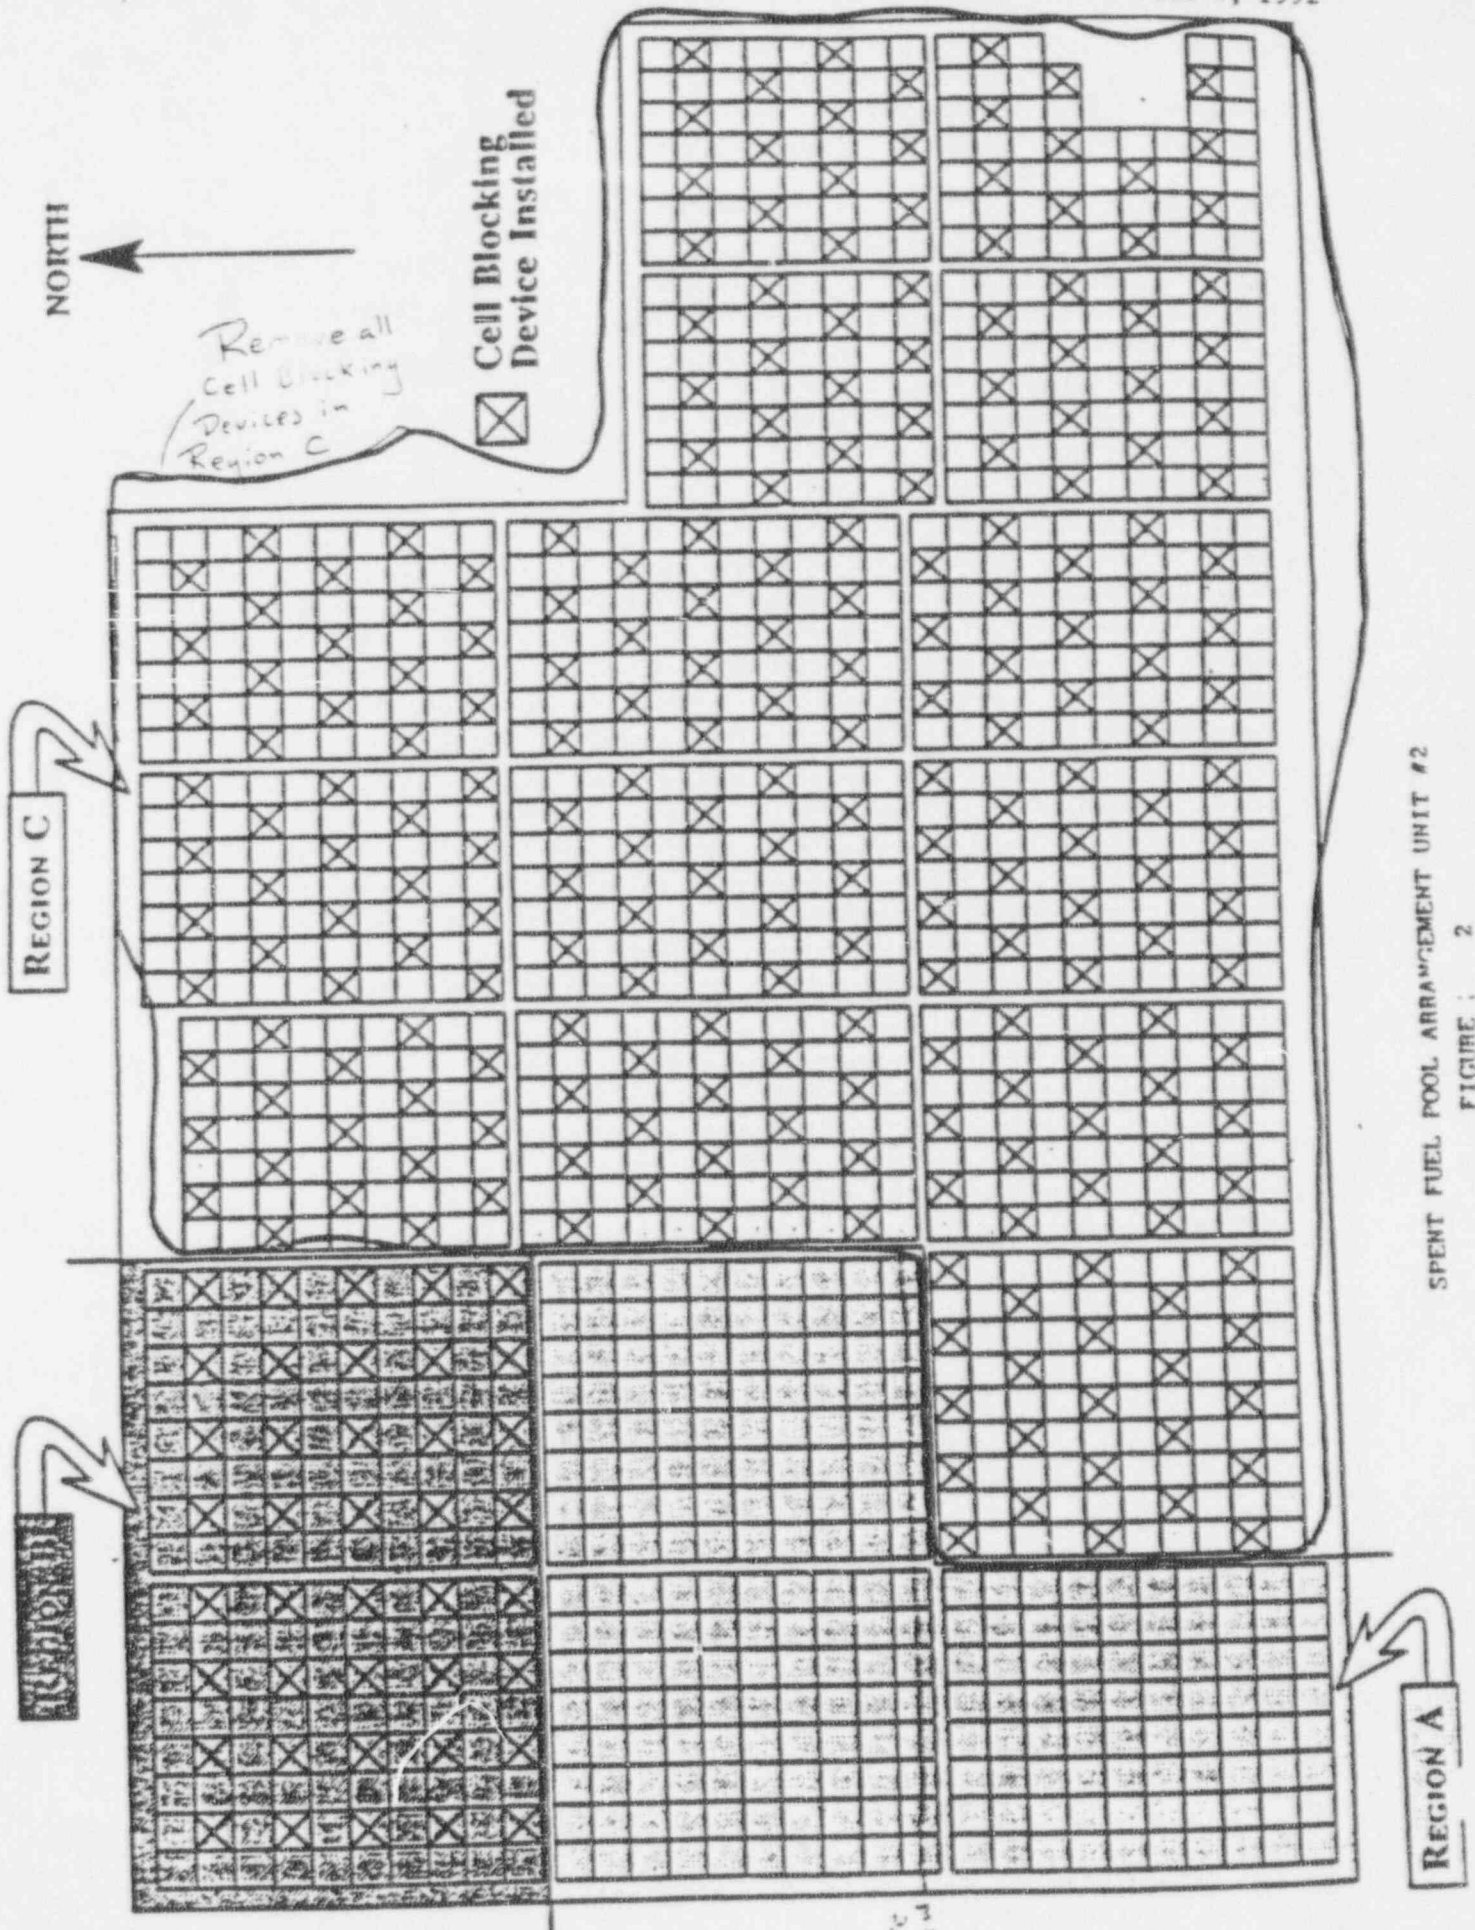 NORTH
Remove all
Cell Blocking
Devices in
Region C
Cell Blocking
Device Installed
REGION C
REGION A
SPENT FUEL POOL ARRANGEMENT UNIT #2
FIGURE 2